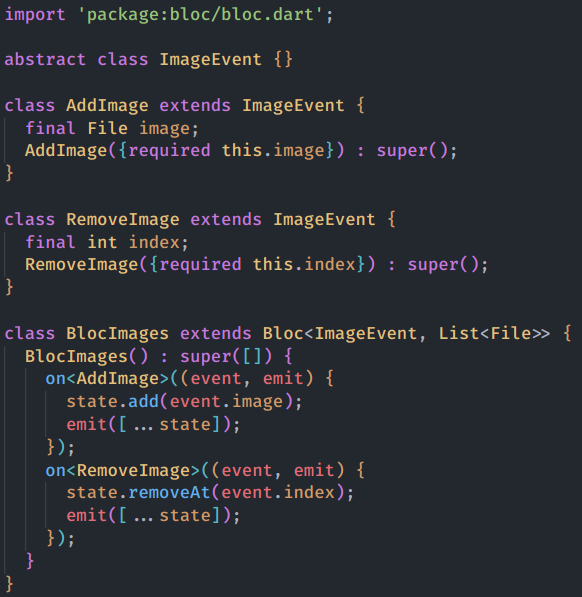 import 'package:bloc/bloc.dart';

abstract class ImageEvent {}

class AddImage extends ImageEvent {
  final File image;
  AddImage({required this.image}) : super();
}

class RemoveImage extends ImageEvent {
  final int index;
  RemoveImage({required this.index}) : super();
}

class BlocImages extends Bloc<ImageEvent, List<File>> {
  BlocImages() : super([]) {
    on<AddImage>((event, emit) {
      state.add(event.image);
      emit([...state]);
    });
    on<RemoveImage>((event, emit) {
      state.removeAt(event.index);
      emit([...state]);
    });
  }
}